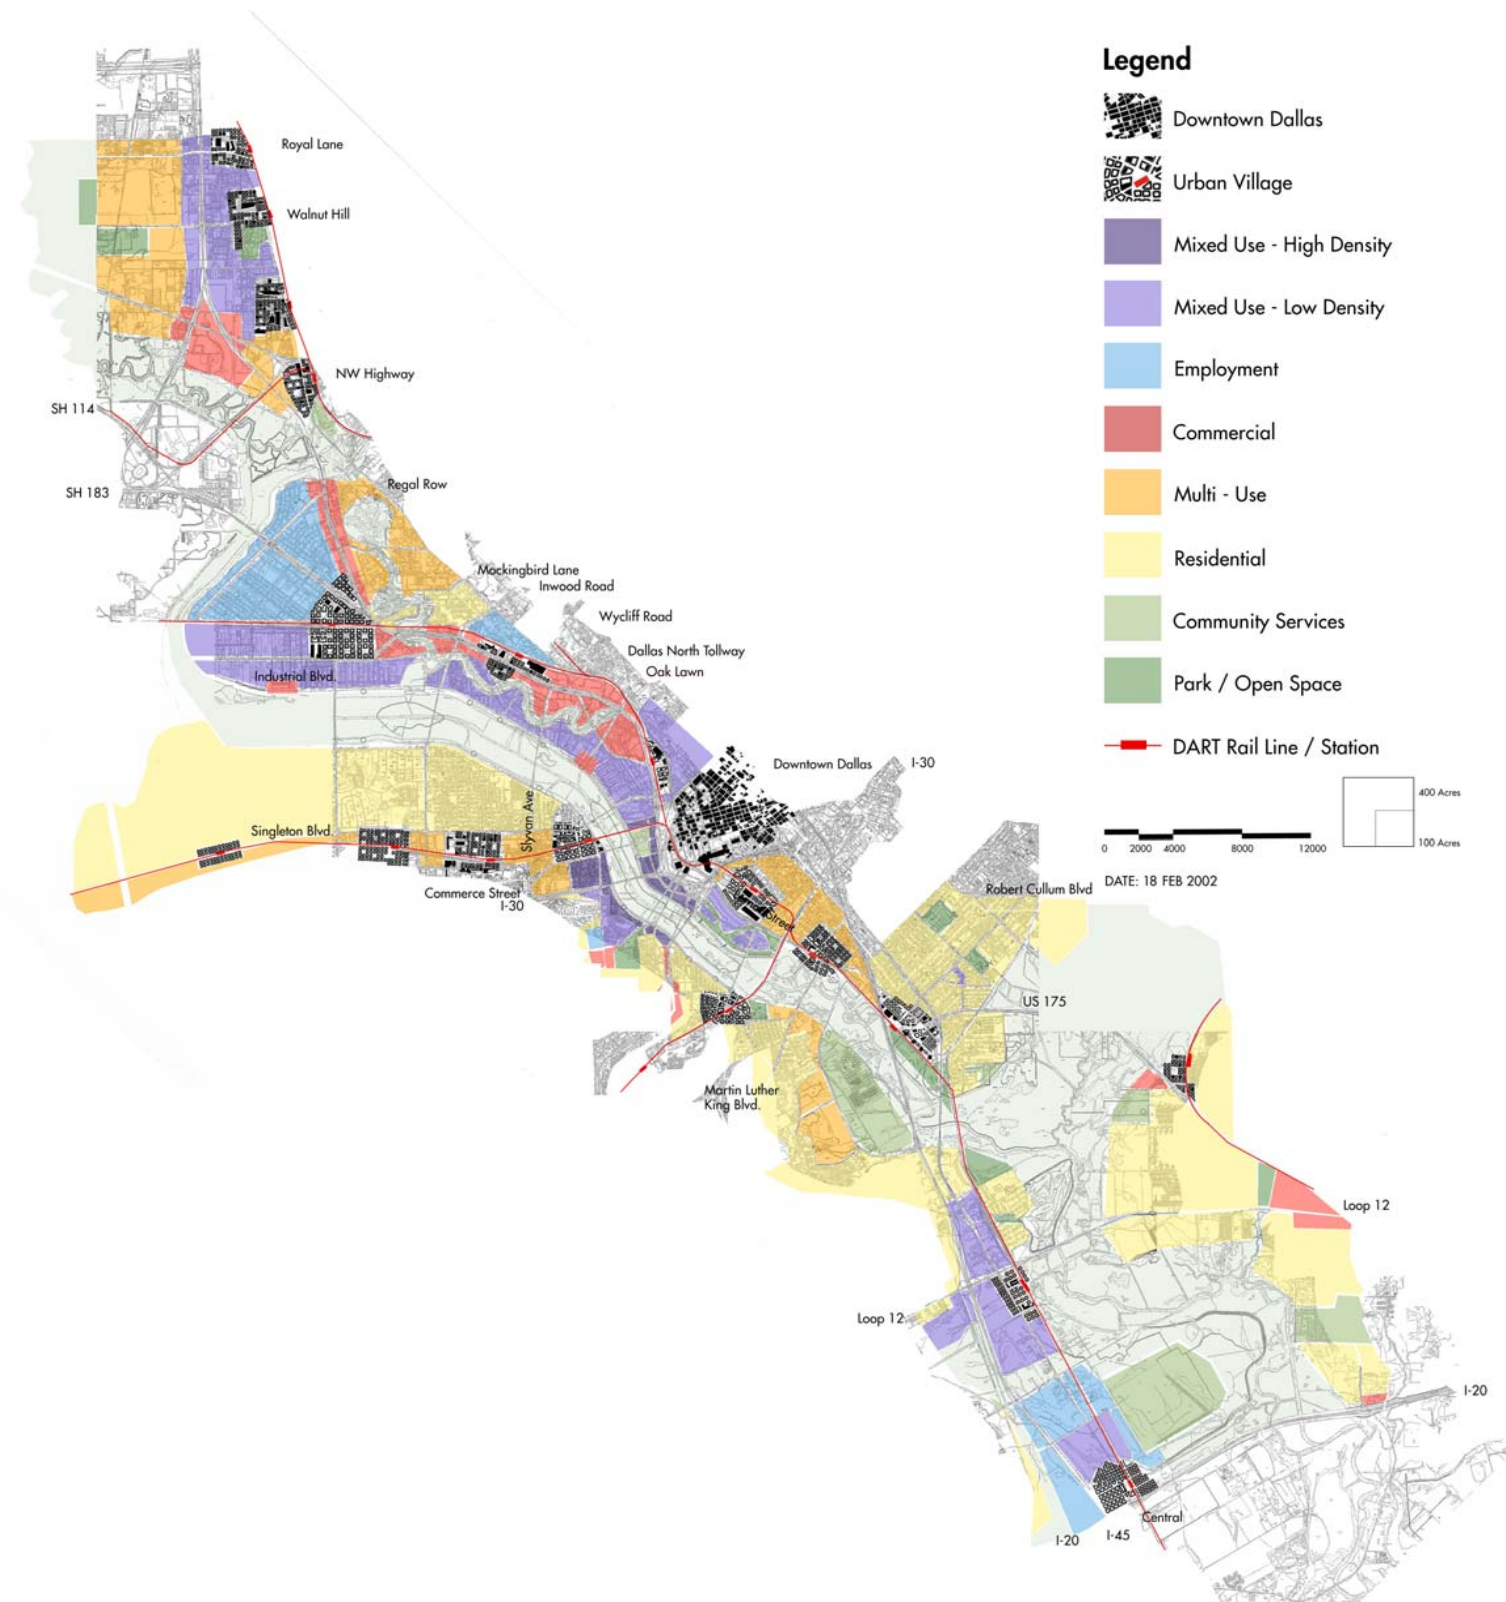 Legend
Downtown Dallas
Urban Village
Mixed Use - High Density
Mixed Use - Low Density
Employment
Commercial
Multi - Use
Residential
Community Services
Park / Open Space
DART Rail Line / Station
400 Acres
100 Acres
0 2000 4000 8000 12000
DATE: 18 FEB 2002
Royal Lane
Walnut Hill
NW Highway
SH 114
SH 183
Regal Row
Mockingbird Lane
Inwood Road
Wycliff Road
Dallas North Tollway
Oak Lawn
Industrial Blvd.
Downtown Dallas
I-30
Singleton Blvd.
Slyvan Ave
Commerce Street
I-30
Robert Cullum Blvd
Street
US 175
Martin Luther
King Blvd.
Loop 12
Loop 12
I-20
Central
I-20
I-45